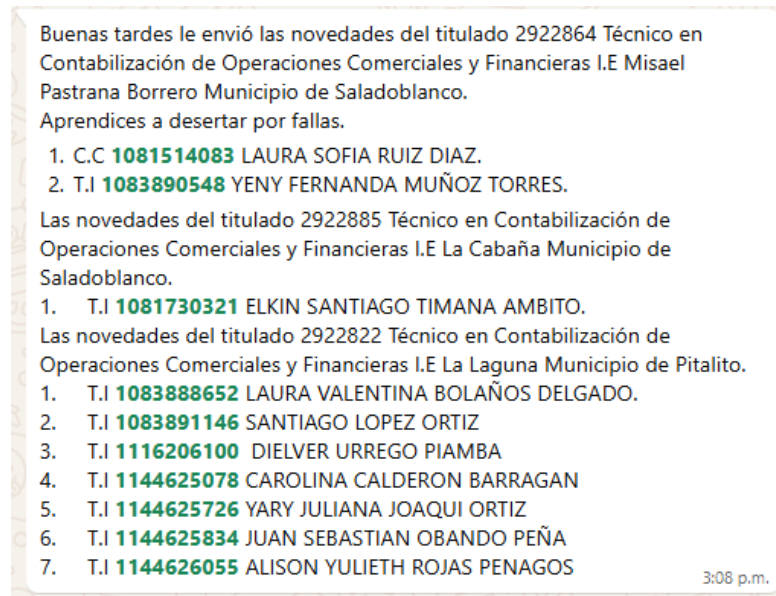 Buenas tardes le envió las novedades del titulado 2922864 Técnico en
Contabilización de Operaciones Comerciales y Financieras I.E Misael
Pastrana Borrero Municipio de Saladoblanco.
Aprendices a desertar por fallas.
1. C.C 1081514083 LAURA SOFIA RUIZ DIAZ.
2. T.I 1083890548 YENY FERNANDA MUÑOZ TORRES.
Las novedades del titulado 2922885 Técnico en Contabilización de
Operaciones Comerciales y Financieras I.E La Cabaña Municipio de
Saladoblanco.
1. T.I 1081730321 ELKIN SANTIAGO TIMANA AMBITO.
Las novedades del titulado 2922822 Técnico en Contabilización de
Operaciones Comerciales y Financieras I.E La Laguna Municipio de Pitalito.
1. T.I 1083888652 LAURA VALENTINA BOLAÑOS DELGADO.
2. T.I 1083891146 SANTIAGO LOPEZ ORTIZ
3. T.I 1116206100 DIELVER URREGO PIAMBA
4. T.I 1144625078 CAROLINA CALDERON BARRAGAN
5. T.I 1144625726 YARY JULIANA JOAQUI ORTIZ
6. T.I 1144625834 JUAN SEBASTIAN OBANDO PEÑA
7. T.I 1144626055 ALISON YULIETH ROJAS PENAGOS
3:08 p.m.